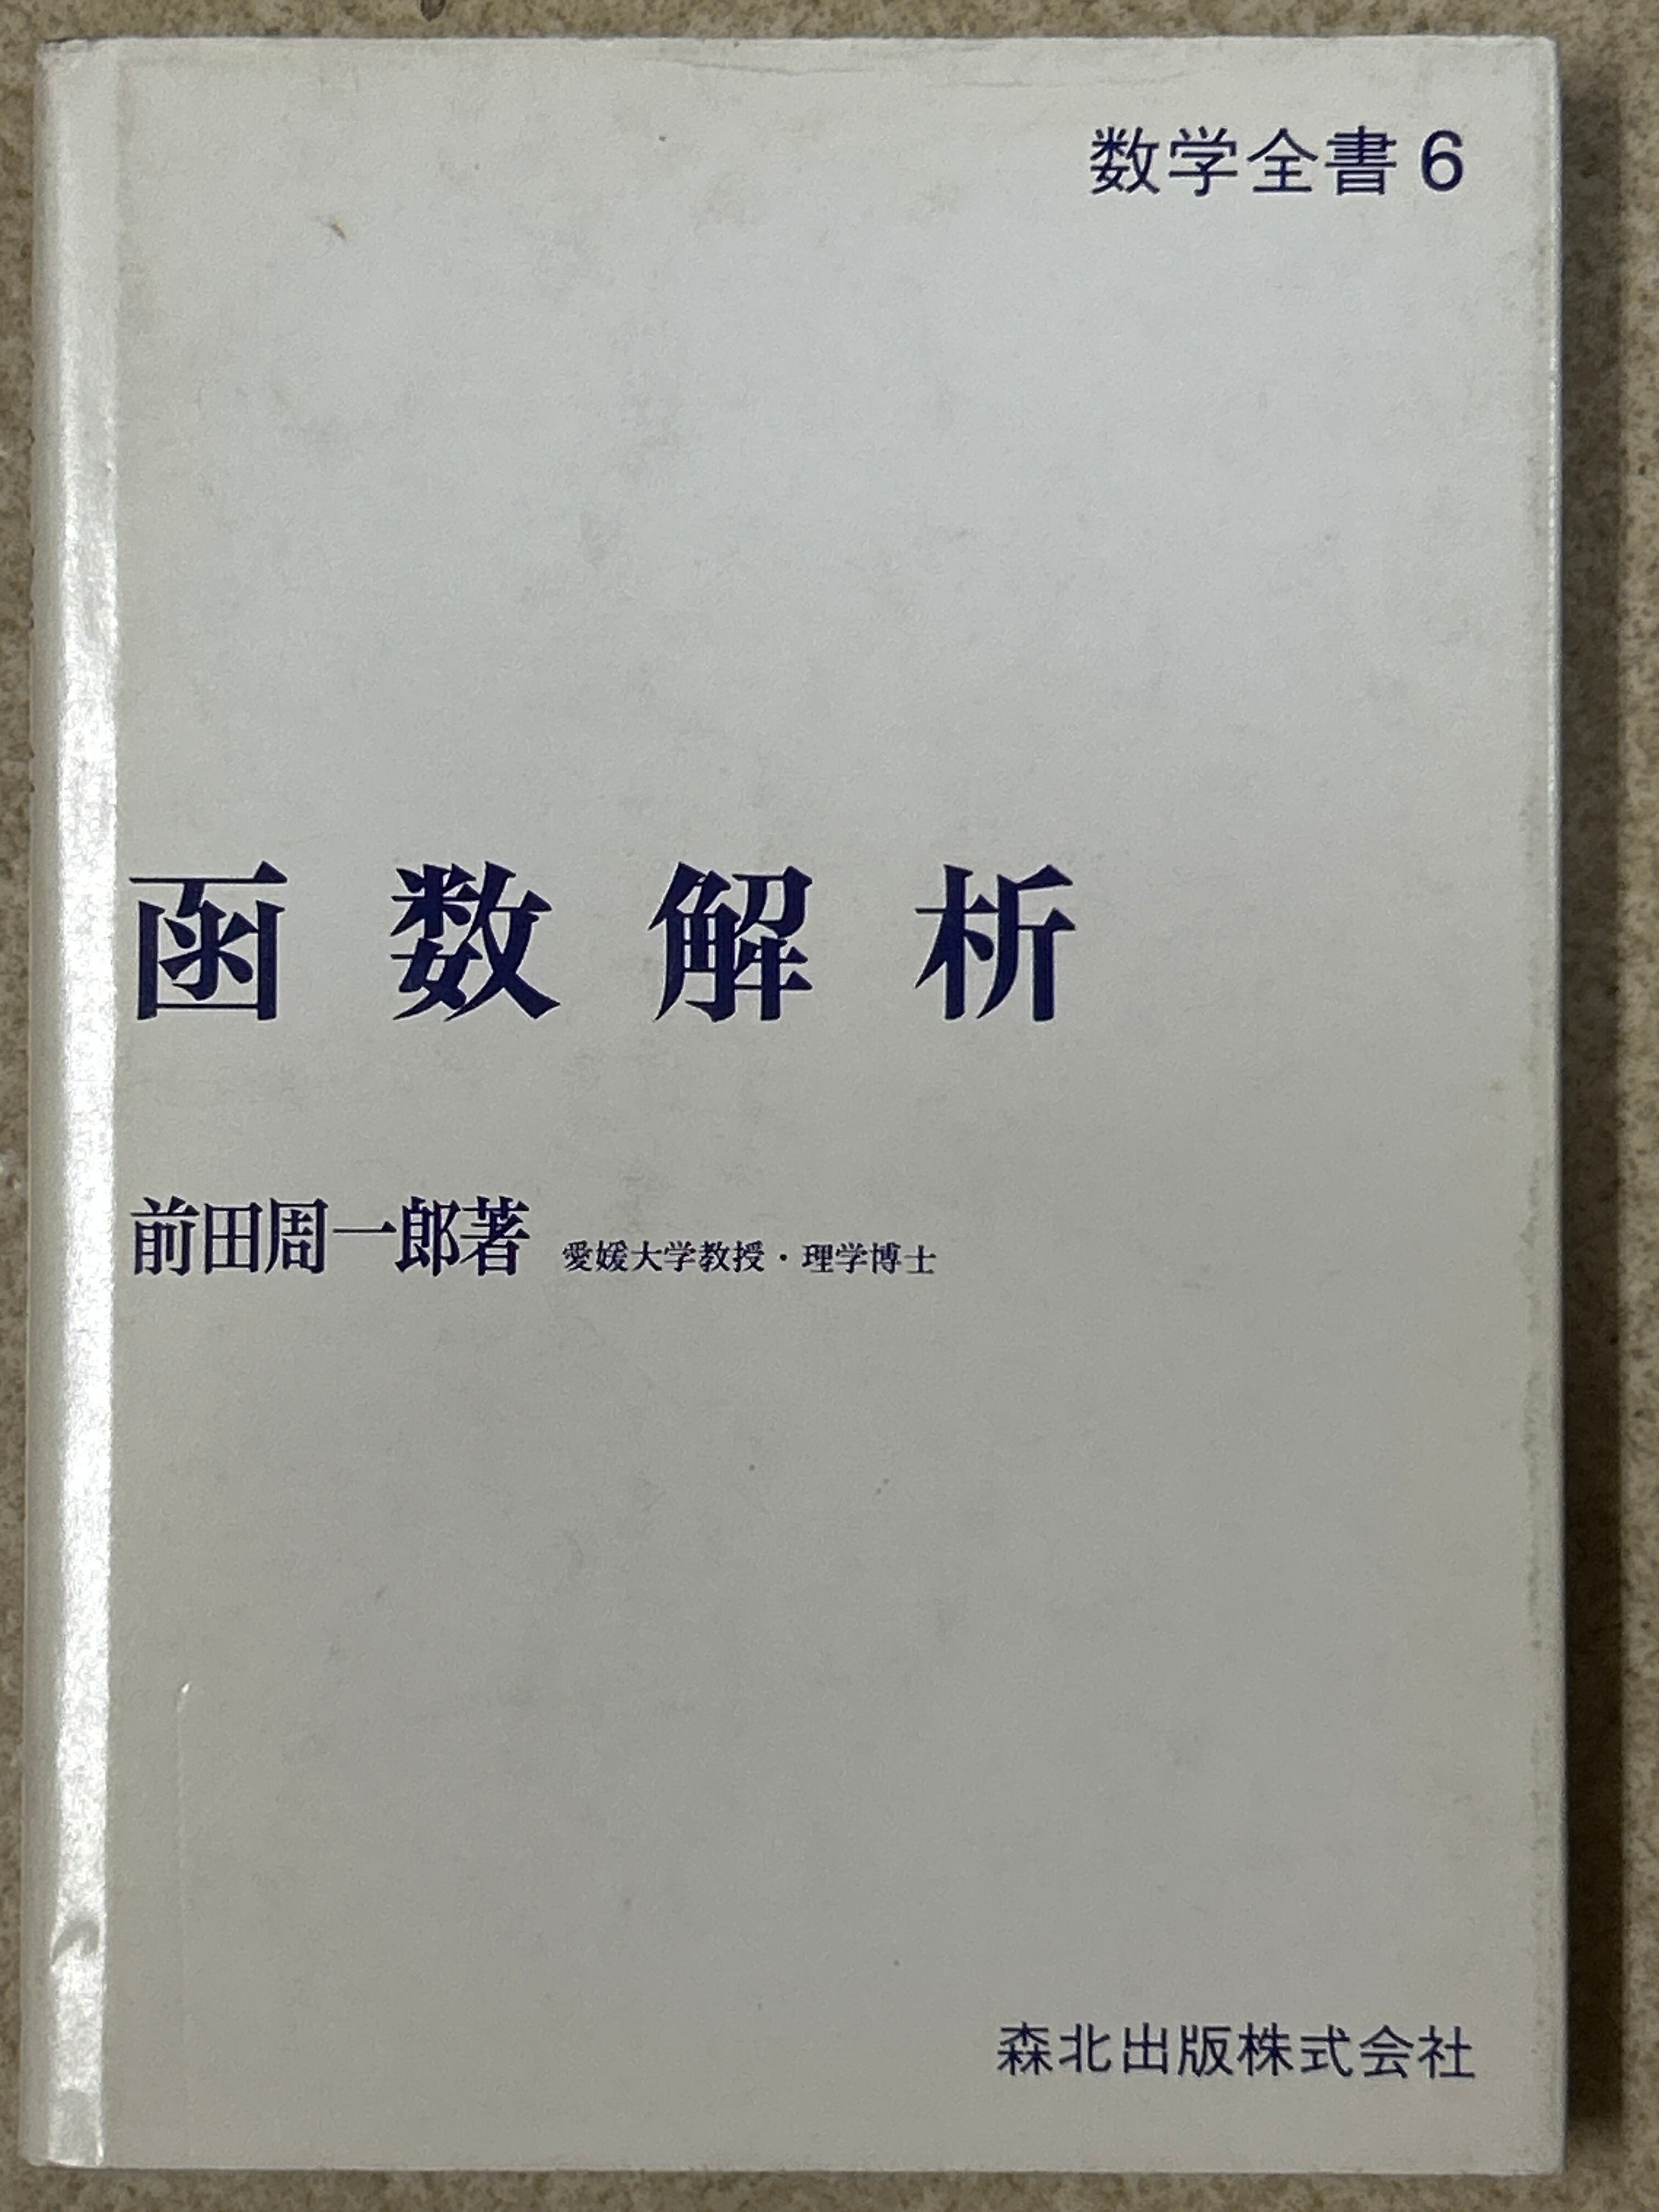 数学全書6
函数解析
前田周一郎著 愛媛大学教授・理学博士
森北出版株式会社